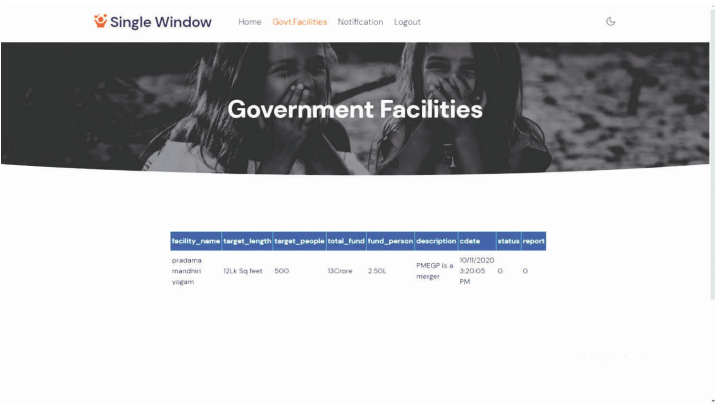 Single Window Home Govt.Facilities Notification Logout
Government Facilities
facility_name target_length target_people total_fund fund_person description cdate status report
pradama mandhiri yogam 12Lk Sq feet 500 13Crore 2.50L PMEGP is a merger 10/11/2020 3:20:05 PM 0 0